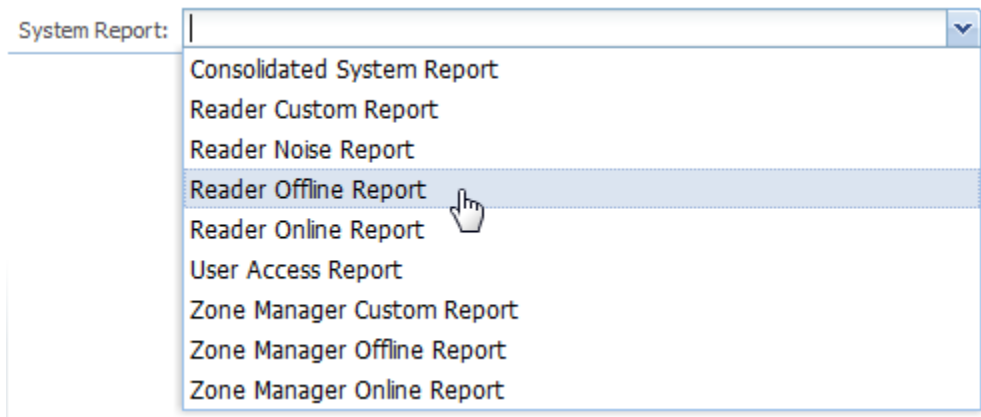 System Report:
Consolidated System Report
Reader Custom Report
Reader Noise Report
Reader Offline Report
Reader Online Report
User Access Report
Zone Manager Custom Report
Zone Manager Offline Report
Zone Manager Online Report